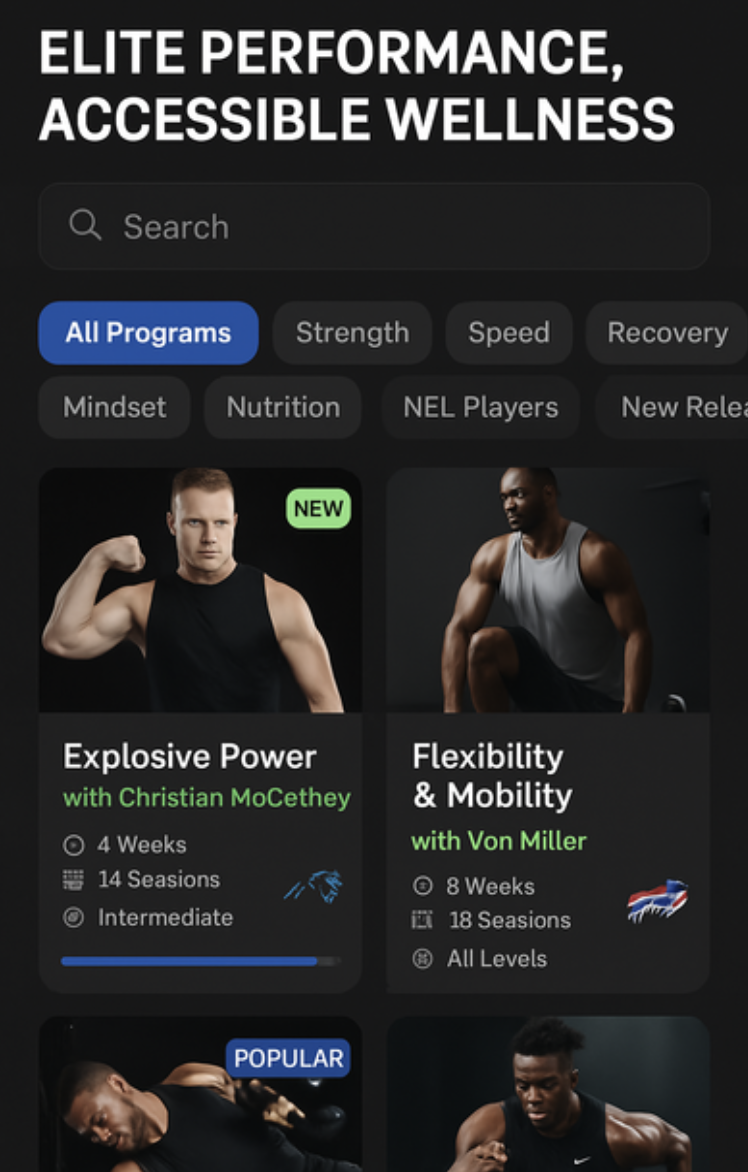 ELITE PERFORMANCE,
ACCESSIBLE WELLNESS
Search
All Programs
Strength
Speed
Recovery
Mindset
Nutrition
NEL Players
New Relea
NEW
Explosive Power
with Christian MoCethey
4 Weeks
14 Seasions
Intermediate
Flexibility
& Mobility
with Von Miller
8 Weeks
18 Seasions
All Levels
POPULAR